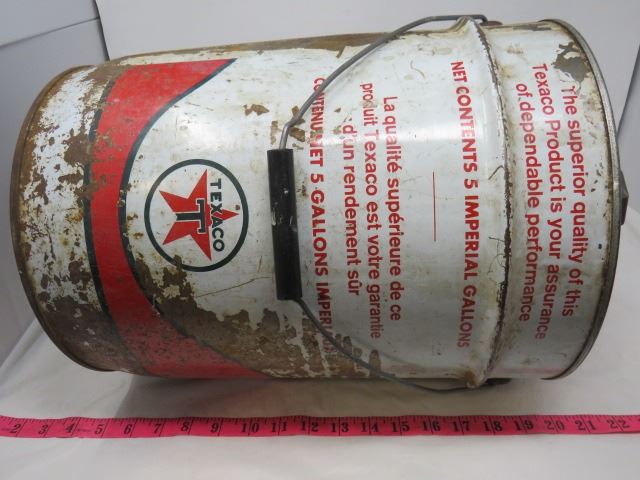 The superior quality of this
Texaco Product is your assurance
of dependable performance
NET CONTENTS 5 IMPERIAL GALLONS
La qualité supérieure de ce
produit Texaco est votre garantie
d'un rendement sûr
CONTENU NET 5 GALLONS IMPERI
TEXACO
T
2 3 4 5 6 7 8 9 10 11 12 13 14 15 16 17 18 19 20 21 22